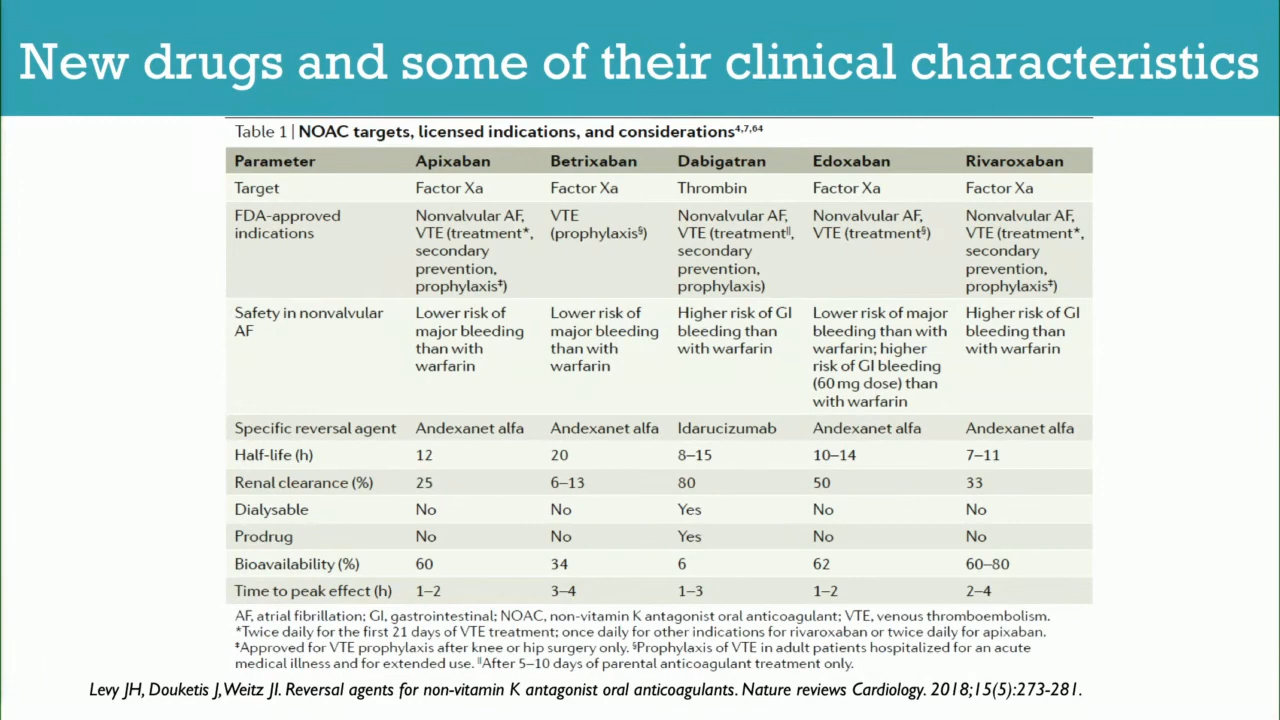 New drugs and some of their clinical characteristics
Table 1 | NOAC targets, licensed indications, and considerations4,7,64
Parameter Apixaban Betrixaban Dabigatran Edoxaban Rivaroxaban
Target Factor Xa Factor Xa Thrombin Factor Xa Factor Xa
FDA-approved Nonvalvular AF, VTE Nonvalvular AF, Nonvalvular AF, Nonvalvular AF,
indications VTE (treatment*, (prophylaxis§) VTE (treatment||, VTE (treatment§) VTE (treatment*,
secondary secondary secondary
prevention, prevention, prevention,
prophylaxis‡) prophylaxis) prophylaxis‡)
Safety in nonvalvular Lower risk of Lower risk of Higher risk of GI Lower risk of major Higher risk of GI
AF major bleeding major bleeding bleeding than bleeding than with bleeding than
than with than with with warfarin warfarin; higher with warfarin
warfarin warfarin risk of GI bleeding
(60 mg dose) than
with warfarin
Specific reversal agent Andexanet alfa Andexanet alfa Idarucizumab Andexanet alfa Andexanet alfa
Half-life (h) 12 20 8–15 10–14 7–11
Renal clearance (%) 25 6–13 80 50 33
Dialysable No No Yes No No
Prodrug No No Yes No No
Bioavailability (%) 60 34 6 62 60–80
Time to peak effect (h) 1–2 3–4 1–3 1–2 2–4
AF, atrial fibrillation; GI, gastrointestinal; NOAC, non-vitamin K antagonist oral anticoagulant; VTE, venous thromboembolism.
*Twice daily for the first 21 days of VTE treatment; once daily for other indications for rivaroxaban or twice daily for apixaban.
‡Approved for VTE prophylaxis after knee or hip surgery only. §Prophylaxis of VTE in adult patients hospitalized for an acute
medical illness and for extended use. ||After 5–10 days of parental anticoagulant treatment only.
Levy JH, Douketis J, Weitz JI. Reversal agents for non-vitamin K antagonist oral anticoagulants. Nature reviews Cardiology. 2018;15(5):273-281.